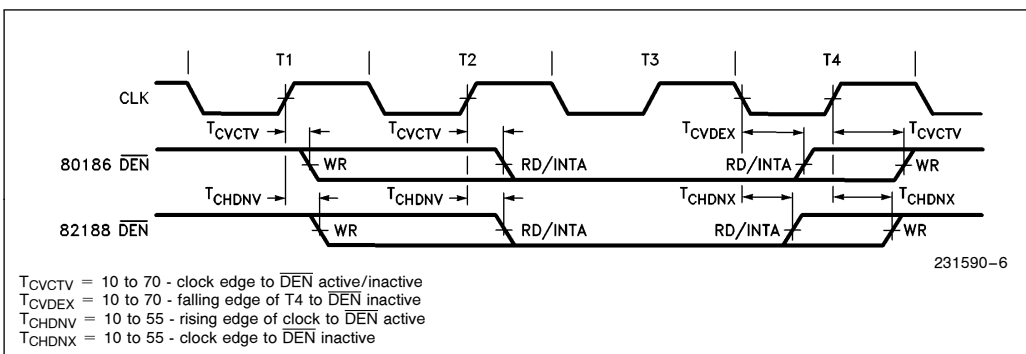 T1 T2 T3 T4
CLK
TCVCTV TCVCTV TCVDEX TCVCTV
80186 DEN WR RD/INTA RD/INTA WR
TCHDNV TCHDNV TCHDNX TCHDNX
82188 DEN WR RD/INTA RD/INTA WR
231590-6
TCVCTV = 10 to 70 - clock edge to DEN active/inactive
TCVDEX = 10 to 70 - falling edge of T4 to DEN inactive
TCHDNV = 10 to 55 - rising edge of clock to DEN active
TCHDNX = 10 to 55 - clock edge to DEN inactive